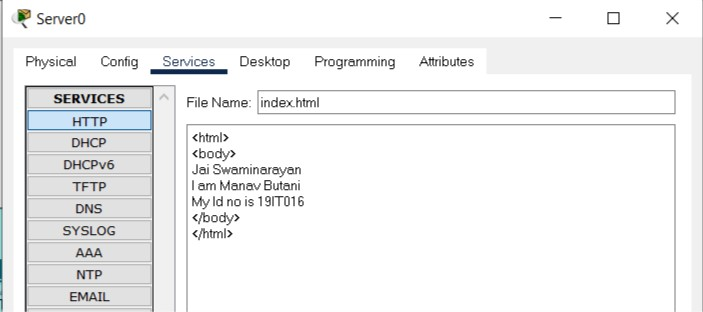 Server0
Physical Config Services Desktop Programming Attributes
SERVICES
HTTP
DHCP
DHCPv6
TFTP
DNS
SYSLOG
AAA
NTP
EMAIL
File Name: index.html
<html>
<body>
Jai Swaminarayan
I am Manav Butani
My Id no is 19IT016
</body>
</html>